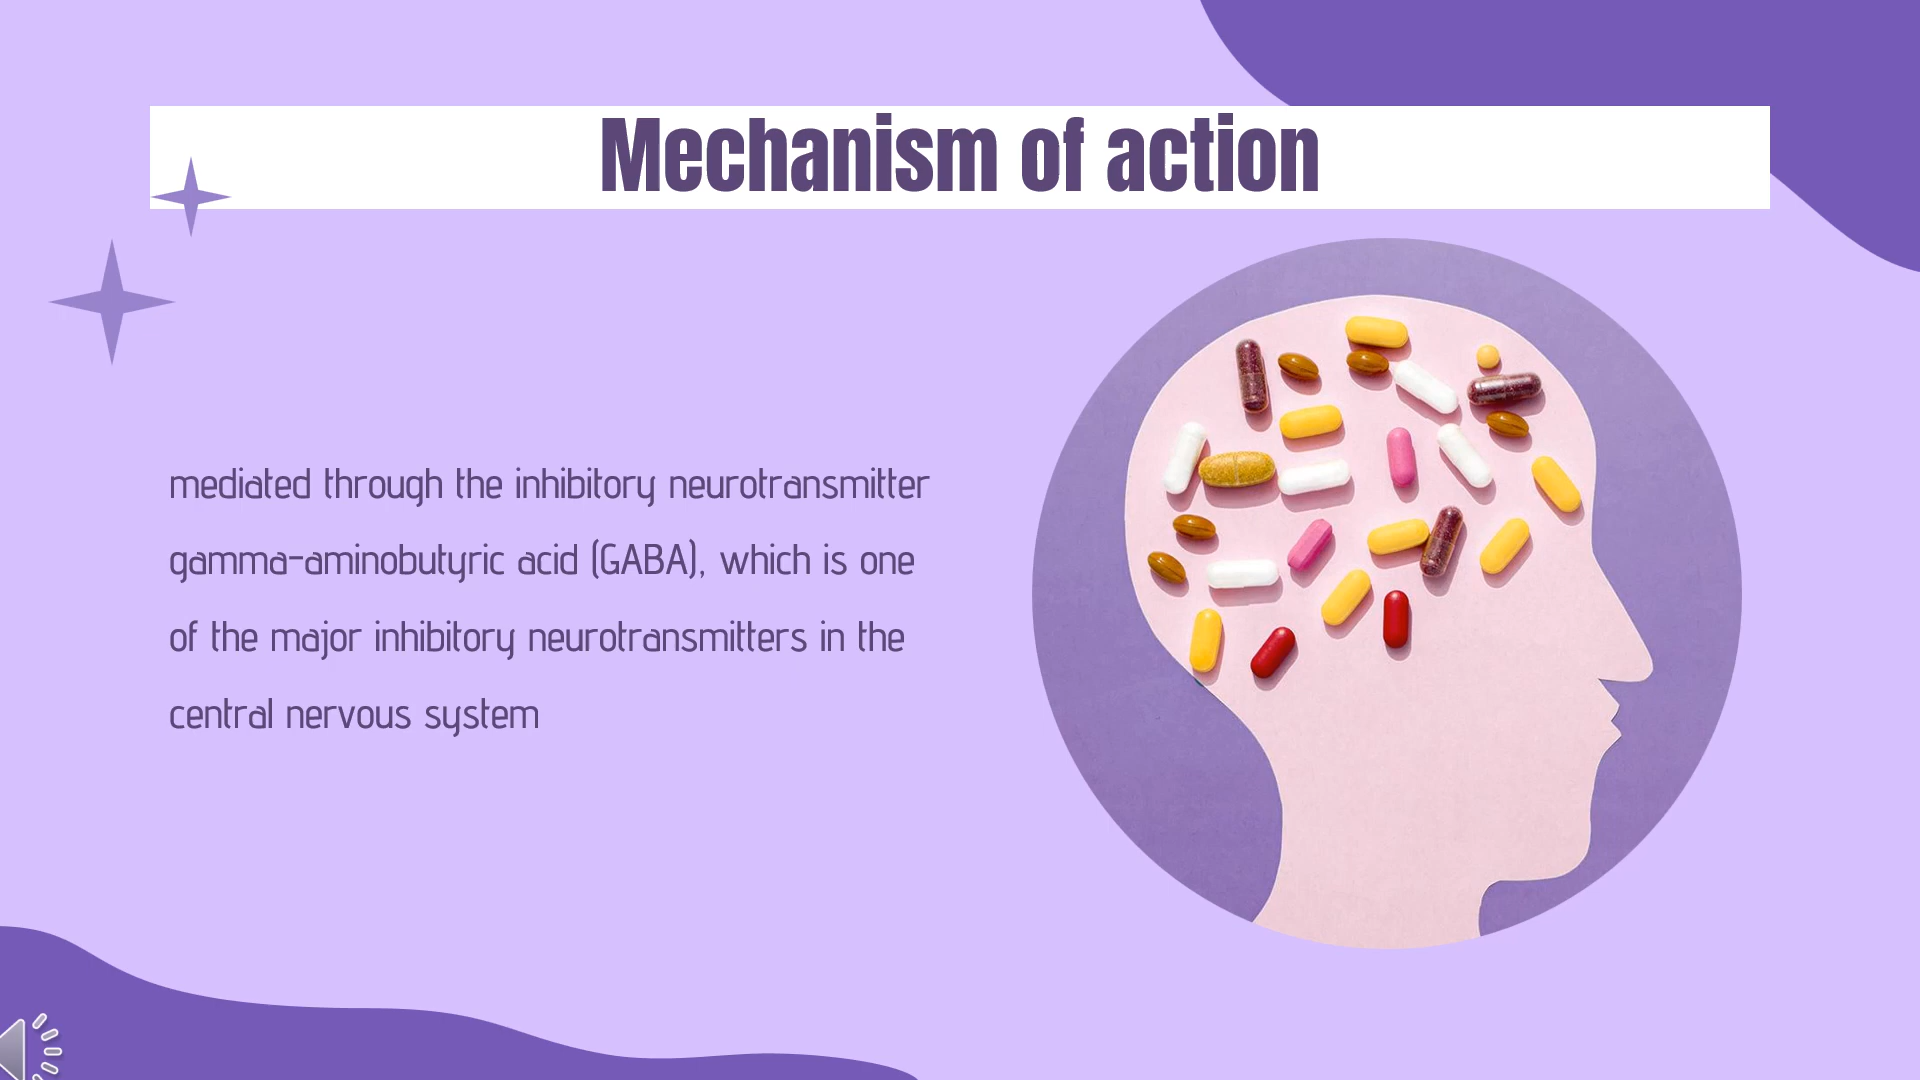 Mechanism of action
mediated through the inhibitory neurotransmitter
gamma-aminobutyric acid (GABA), which is one
of the major inhibitory neurotransmitters in the
central nervous system